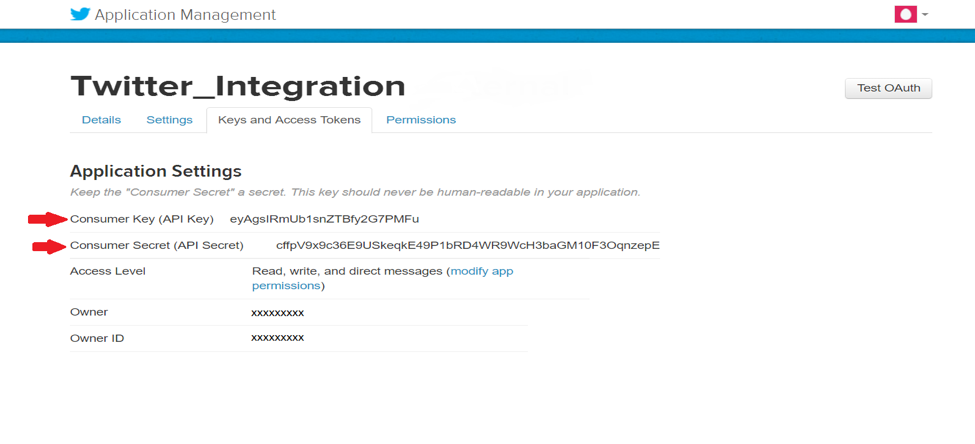 Application Management
Twitter_Integration
Test OAuth
Details Settings Keys and Access Tokens Permissions
Application Settings
Keep the "Consumer Secret" a secret. This key should never be human-readable in your application.
Consumer Key (API Key) eyAgsIRmUb1snZTBfy2G7PMFu
Consumer Secret (API Secret) cffpV9x9c36E9USkeqkE49P1bRD4WR9WcH3baGM10F3OqnzepE
Access Level Read, write, and direct messages (modify app
permissions)
Owner xxxxxxxxx
Owner ID xxxxxxxxx